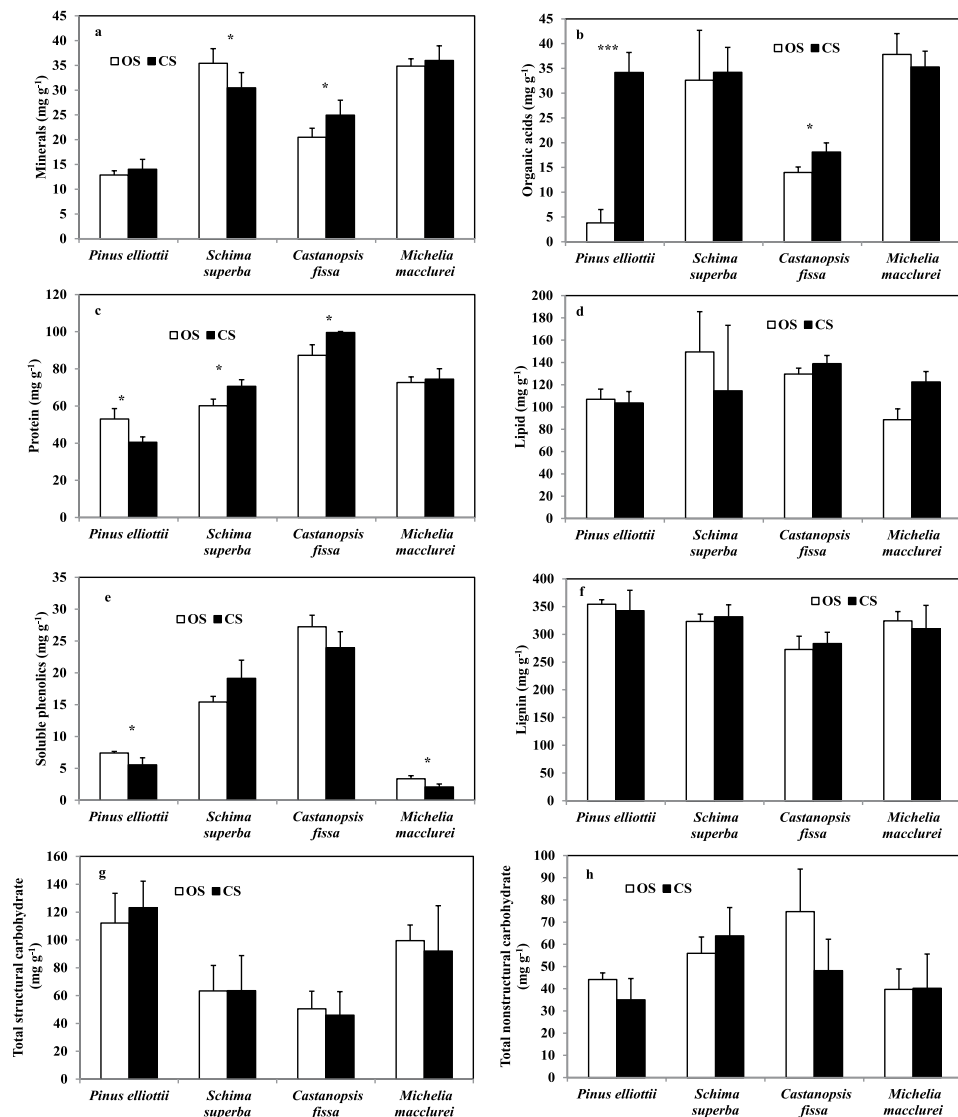 a
OS CS
*
*
Minerals (mg g-1)
45
40
35
30
25
20
15
10
5
0
Pinus elliottii
Schima
superba
Castanopsis
fissa
Michelia
macclurei
b
OS CS
***
*
Organic acids (mg g-1)
45
40
35
30
25
20
15
10
5
0
Pinus elliottii
Schima
superba
Castanopsis
fissa
Michelia
macclurei
c
OS CS
*
*
*
Protein (mg g-1)
120
100
80
60
40
20
0
Pinus elliottii
Schima
superba
Castanopsis
fissa
Michelia
macclurei
d
OS CS
Lipid (mg g-1)
200
180
160
140
120
100
80
60
40
20
0
Pinus elliottii
Schima
superba
Castanopsis
fissa
Michelia
macclurei
e
OS CS
*
*
Soluble phenolics (mg g-1)
35
30
25
20
15
10
5
0
Pinus elliottii
Schima
superba
Castanopsis
fissa
Michelia
macclurei
f
OS CS
Lignin (mg g-1)
400
350
300
250
200
150
100
50
0
Pinus elliottii
Schima
superba
Castanopsis
fissa
Michelia
macclurei
g
OS CS
Total structural carbohydrate
(mg g-1)
160
140
120
100
80
60
40
20
0
Pinus elliottii
Schima
superba
Castanopsis
fissa
Michelia
macclurei
h
OS CS
Total nonstructural carbohydrate
(mg g-1)
100
90
80
70
60
50
40
30
20
10
0
Pinus elliottii
Schima
superba
Castanopsis
fissa
Michelia
macclurei